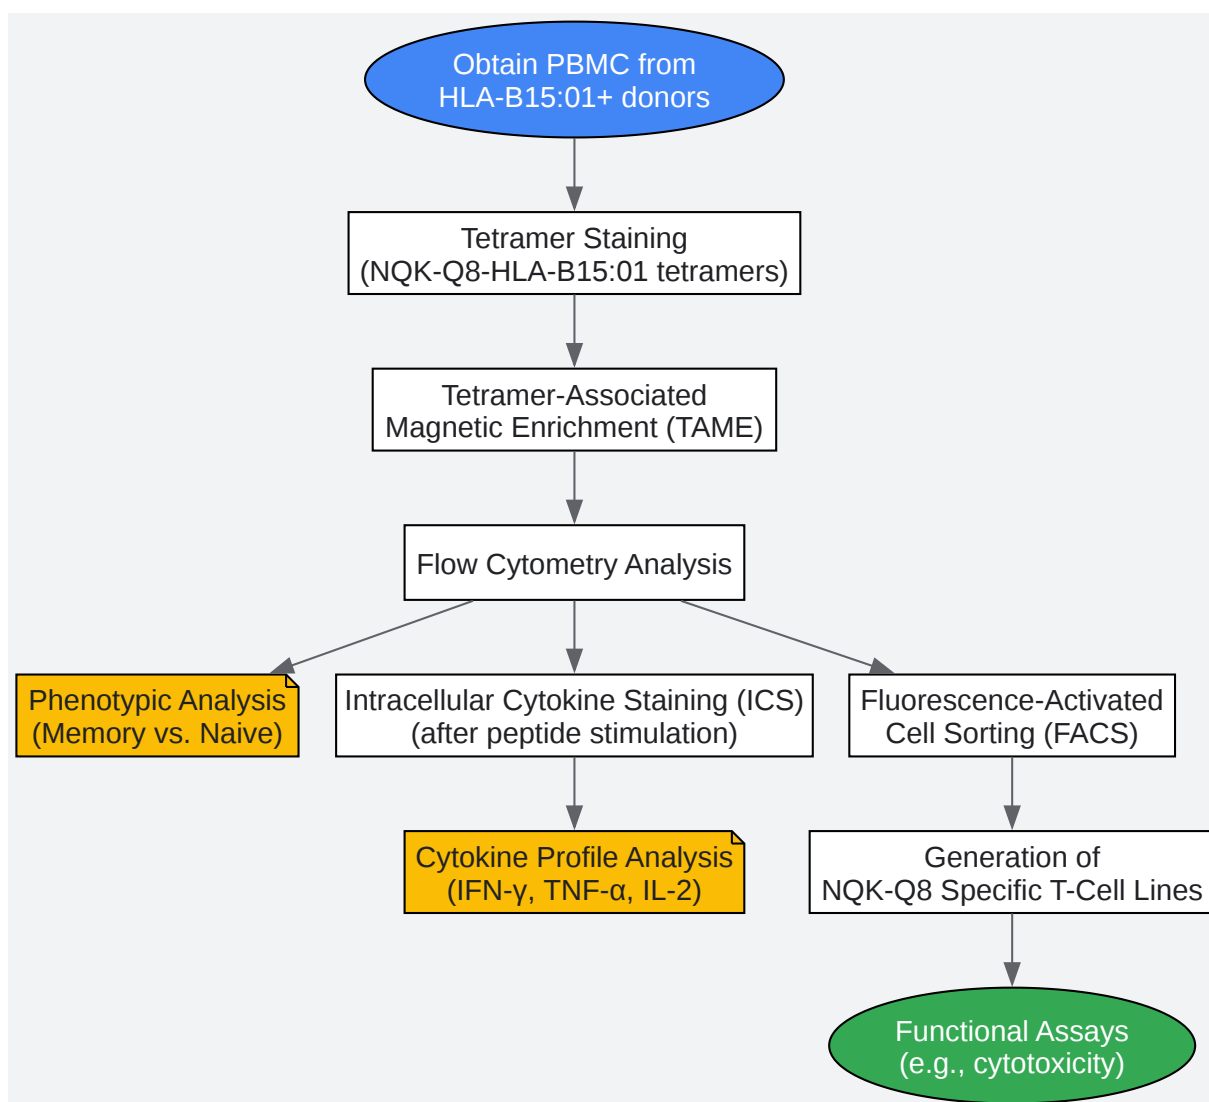 Obtain PBMC from
HLA-B15:01+ donors
Tetramer Staining
(NQK-Q8-HLA-B15:01 tetramers)
Tetramer-Associated
Magnetic Enrichment (TAME)
Flow Cytometry Analysis
Phenotypic Analysis
(Memory vs. Naive)
Intracellular Cytokine Staining (ICS)
(after peptide stimulation)
Fluorescence-Activated
Cell Sorting (FACS)
Cytokine Profile Analysis
(IFN-γ, TNF-α, IL-2)
Generation of
NQK-Q8 Specific T-Cell Lines
Functional Assays
(e.g., cytotoxicity)